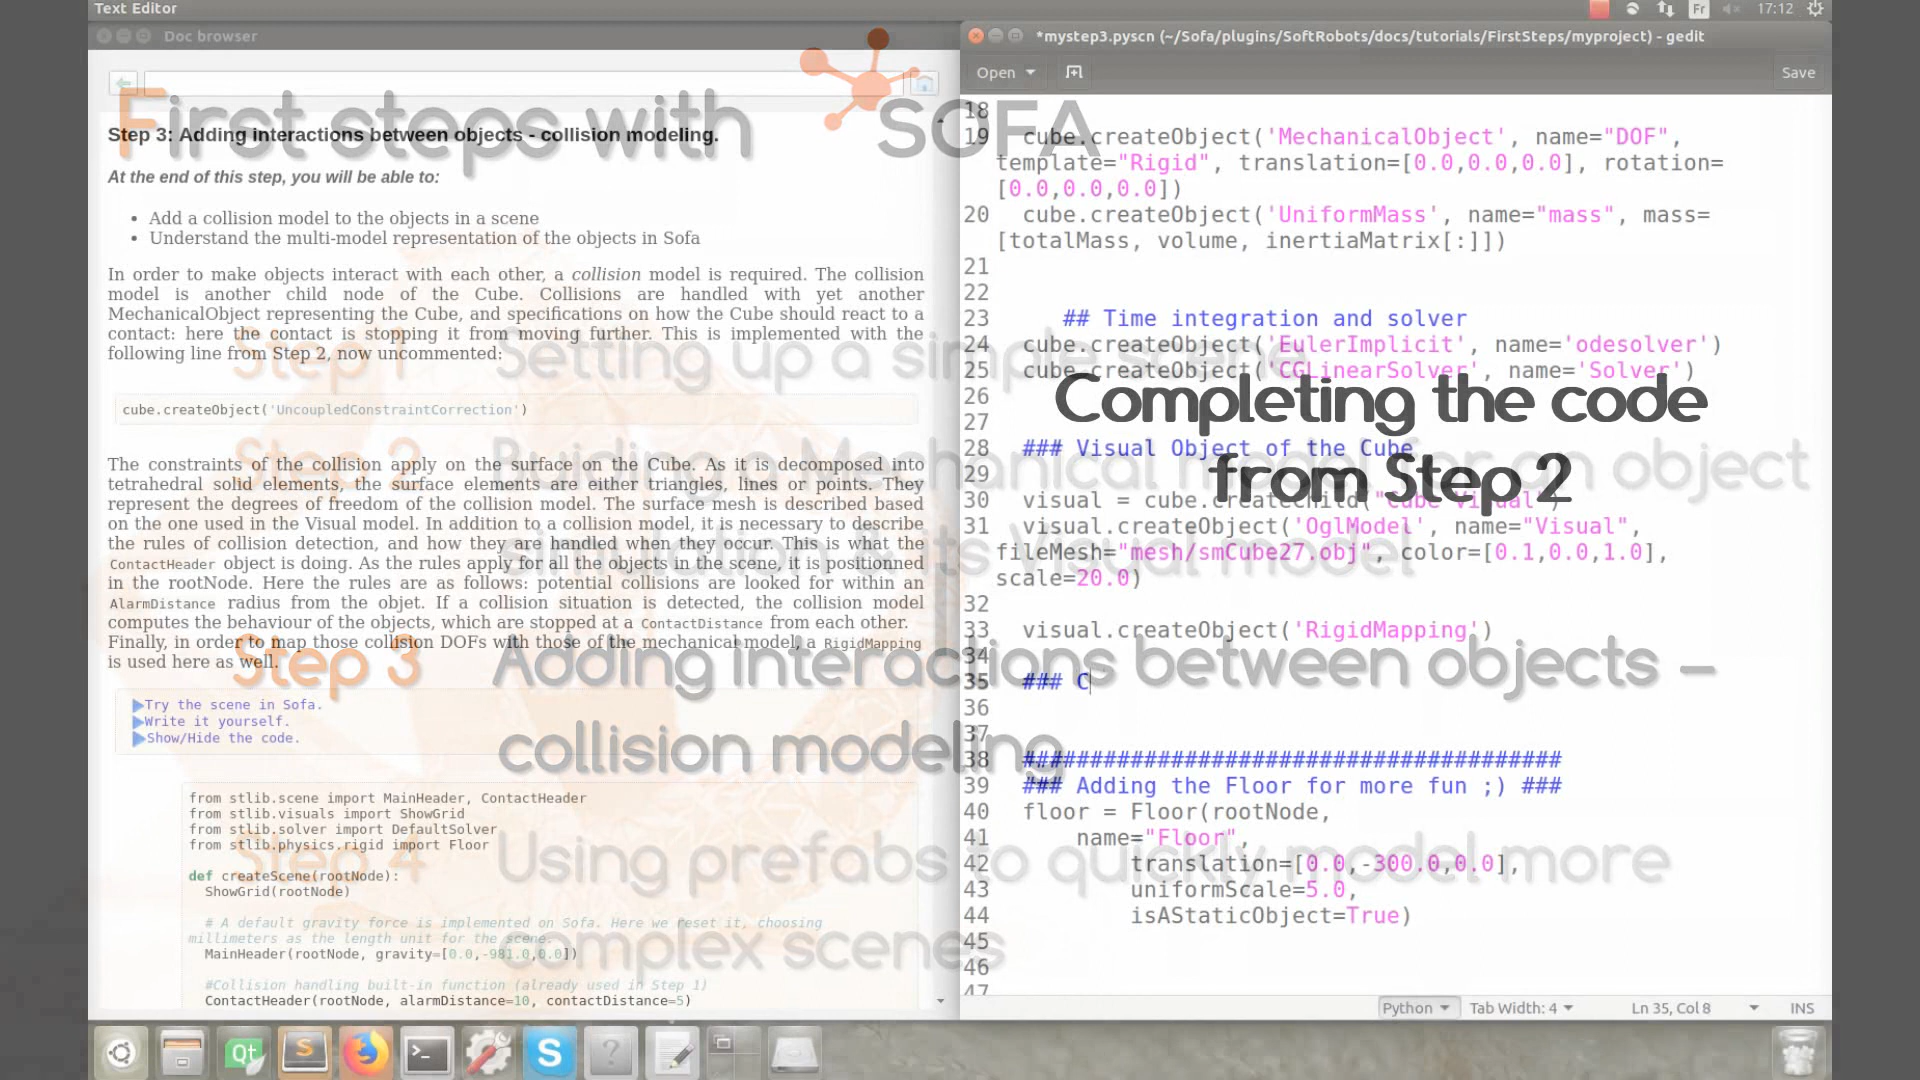 Text Editor
Fr
17:12
Doc browser
First steps with SOFA
Step 3: Adding interactions between objects - collision modeling.
At the end of this step, you will be able to:
Add a collision model to the objects in a scene
Understand the multi-model representation of the objects in Sofa
In order to make objects interact with each other, a collision model is required. The collision
model is another child node of the Cube. Collisions are handled with yet another
MechanicalObject representing the Cube, and specifications on how the Cube should react to a
contact: here the contact is stopping it from moving further. This is implemented with the
following line from Step 2, now uncommented:
cube.createObject('UncoupledConstraintCorrection')
The constraints of the collision apply on the surface on the Cube. As it is decomposed into
tetrahedral solid elements, the surface elements are either triangles, lines or points. They
represent the degrees of freedom of the collision model. The surface mesh is described based
on the one used in the Visual model. In addition to a collision model, it is necessary to describe
the rules of collision detection, and how they are handled when they occur. This is what the
ContactHeader object is doing. As the rules apply for all the objects in the scene, it is positionned
in the rootNode. Here the rules are as follows: potential collisions are looked for within an
AlarmDistance radius from the objet. If a collision situation is detected, the collision model
computes the behaviour of the objects, which are stopped at a ContactDistance from each other.
Finally, in order to map those collision DOFs with those of the mechanical model, a RigidMapping
is used here as well.
Try the scene in Sofa.
Write it yourself.
Show/Hide the code.
from stlib.scene import MainHeader, ContactHeader
from stlib.visuals import ShowGrid
from stlib.solver import DefaultSolver
from stlib.physics.rigid import Floor
def createScene(rootNode):
ShowGrid(rootNode)
# A default gravity force is implemented on Sofa. Here we reset it, choosing
millimeters as the length unit for the scene.
MainHeader(rootNode, gravity=[0.0,-981.0,0.0])
#Collision handling built-in function (already used in Step 1)
ContactHeader(rootNode, alarmDistance=10, contactDistance=5)
Step 1 Setting up a simple scene
Step 2 Building a Mechanical model for an object
simulation & its visual model
Step 3 Adding interactions between objects –
collision modeling
Step 4 Using prefabs to quickly model more
complex scenes
Completing the code
from Step 2
*mystep3.pyscn (~/Sofa/plugins/SoftRobots/docs/tutorials/FirstSteps/myproject) - gedit
Open
Save
18
19 cube.createObject('MechanicalObject', name="DOF",
template="Rigid", translation=[0.0,0.0,0.0], rotation=
[0.0,0.0,0.0])
20 cube.createObject('UniformMass', name="mass", mass=
[totalMass, volume, inertiaMatrix[:]])
21
22
23 ## Time integration and solver
24 cube.createObject('EulerImplicit', name='odesolver')
25 cube.createObject('CGLinearSolver', name='Solver')
26
27
28 ### Visual Object of the Cube
29
30 visual = cube.createChild("Cube Visual")
31 visual.createObject('OglModel', name="Visual",
fileMesh="mesh/smCube27.obj", color=[0.1,0.0,1.0],
scale=20.0)
32
33 visual.createObject('RigidMapping')
34
35 ### C
36
37
38 ########################################
39 ### Adding the Floor for more fun ;) ###
40 floor = Floor(rootNode,
41 name="Floor",
42 translation=[0.0,-300.0,0.0],
43 uniformScale=5.0,
44 isAStaticObject=True)
45
46
47
Python Tab Width: 4 Ln 35, Col 8 INS